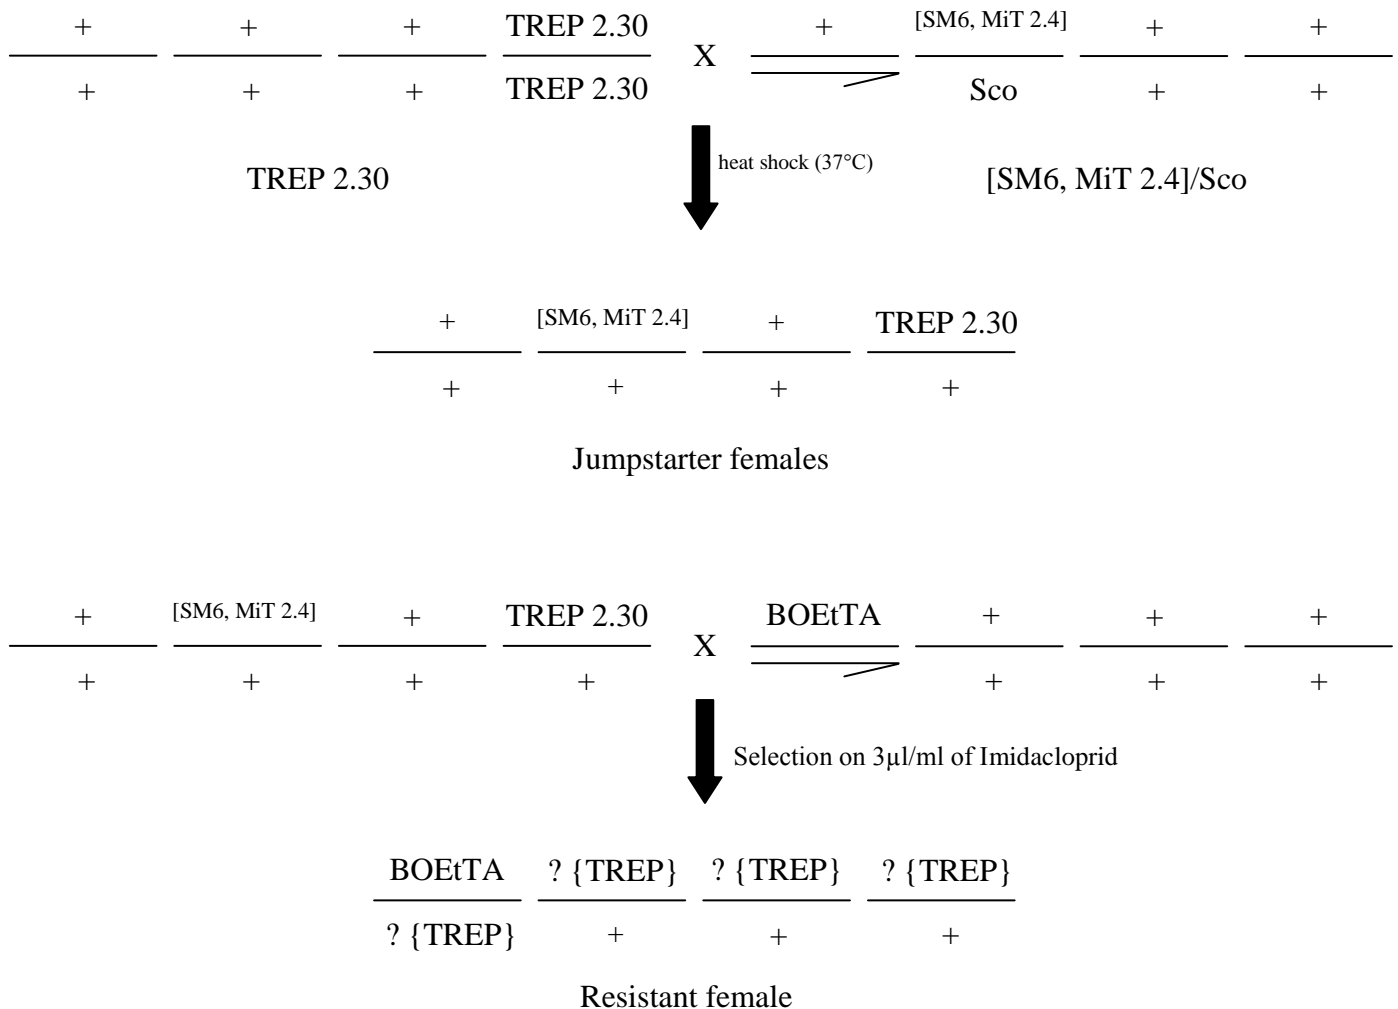 + + + TREP 2.30 X + [SM6, MiT 2.4] + +
+ + + TREP 2.30 Sco + +
heat shock (37°C)
TREP 2.30 [SM6, MiT 2.4]/Sco
+ [SM6, MiT 2.4] + TREP 2.30
+ + + +
Jumpstarter females
+ [SM6, MiT 2.4] + TREP 2.30 X BOEtTA + + +
+ + + + + + +
Selection on 3µl/ml of Imidacloprid
BOEtTA ? {TREP} ? {TREP} ? {TREP}
? {TREP} + + +
Resistant female